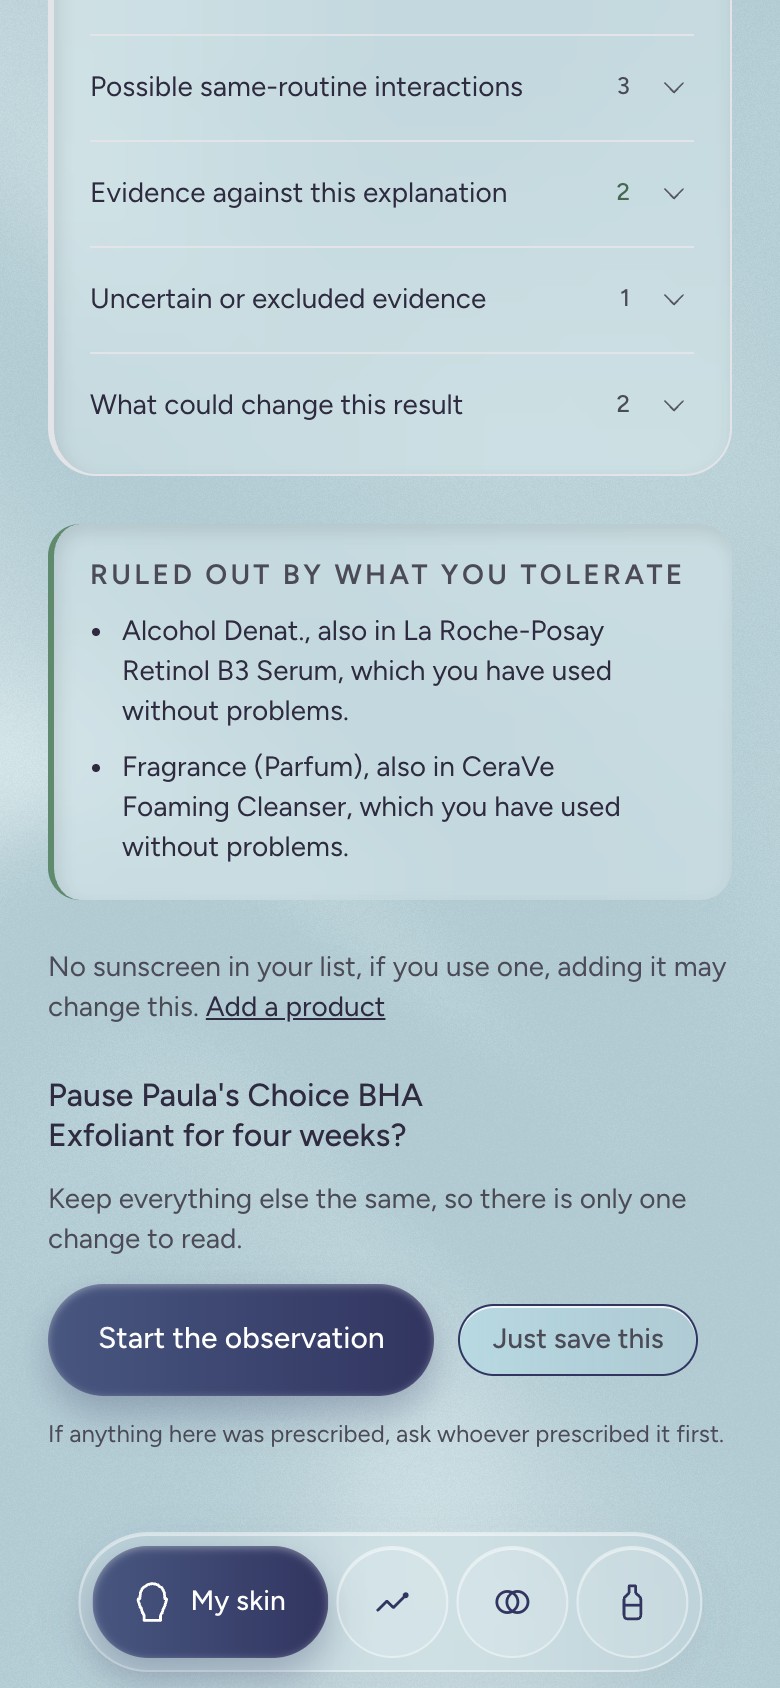 Possible same-routine interactions 3
Evidence against this explanation 2
Uncertain or excluded evidence 1
What could change this result 2
RULED OUT BY WHAT YOU TOLERATE
• Alcohol Denat., also in La Roche-Posay
Retinol B3 Serum, which you have used
without problems.
• Fragrance (Parfum), also in CeraVe
Foaming Cleanser, which you have used
without problems.
No sunscreen in your list, if you use one, adding it may
change this. Add a product
Pause Paula's Choice BHA
Exfoliant for four weeks?
Keep everything else the same, so there is only one
change to read.
Start the observation
Just save this
If anything here was prescribed, ask whoever prescribed it first.
My skin